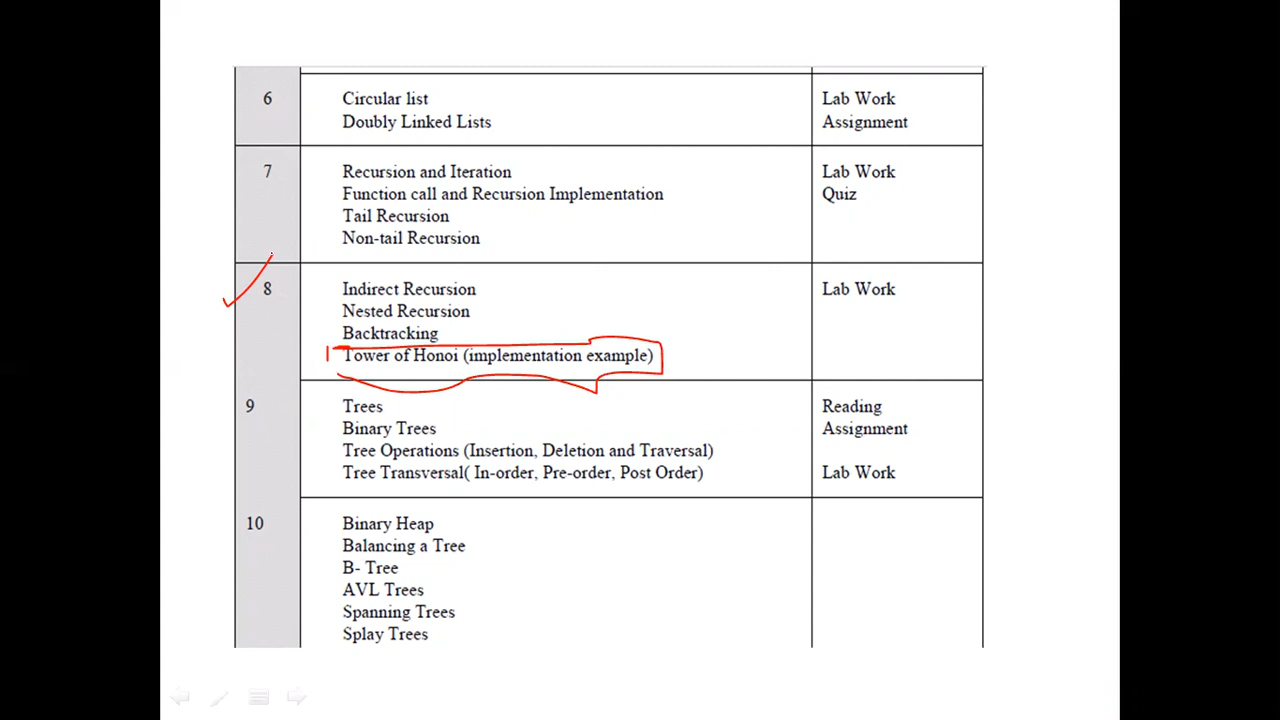 6
Circular list
Lab Work
Doubly Linked Lists
Assignment
7
Recursion and Iteration
Lab Work
Function call and Recursion Implementation
Quiz
Tail Recursion
Non-tail Recursion
8
Indirect Recursion
Lab Work
Nested Recursion
Backtracking
Tower of Honoi (implementation example)
9
Trees
Reading
Binary Trees
Assignment
Tree Operations (Insertion, Deletion and Traversal)
Tree Transversal( In-order, Pre-order, Post Order)
Lab Work
10
Binary Heap
Balancing a Tree
B- Tree
AVL Trees
Spanning Trees
Splay Trees